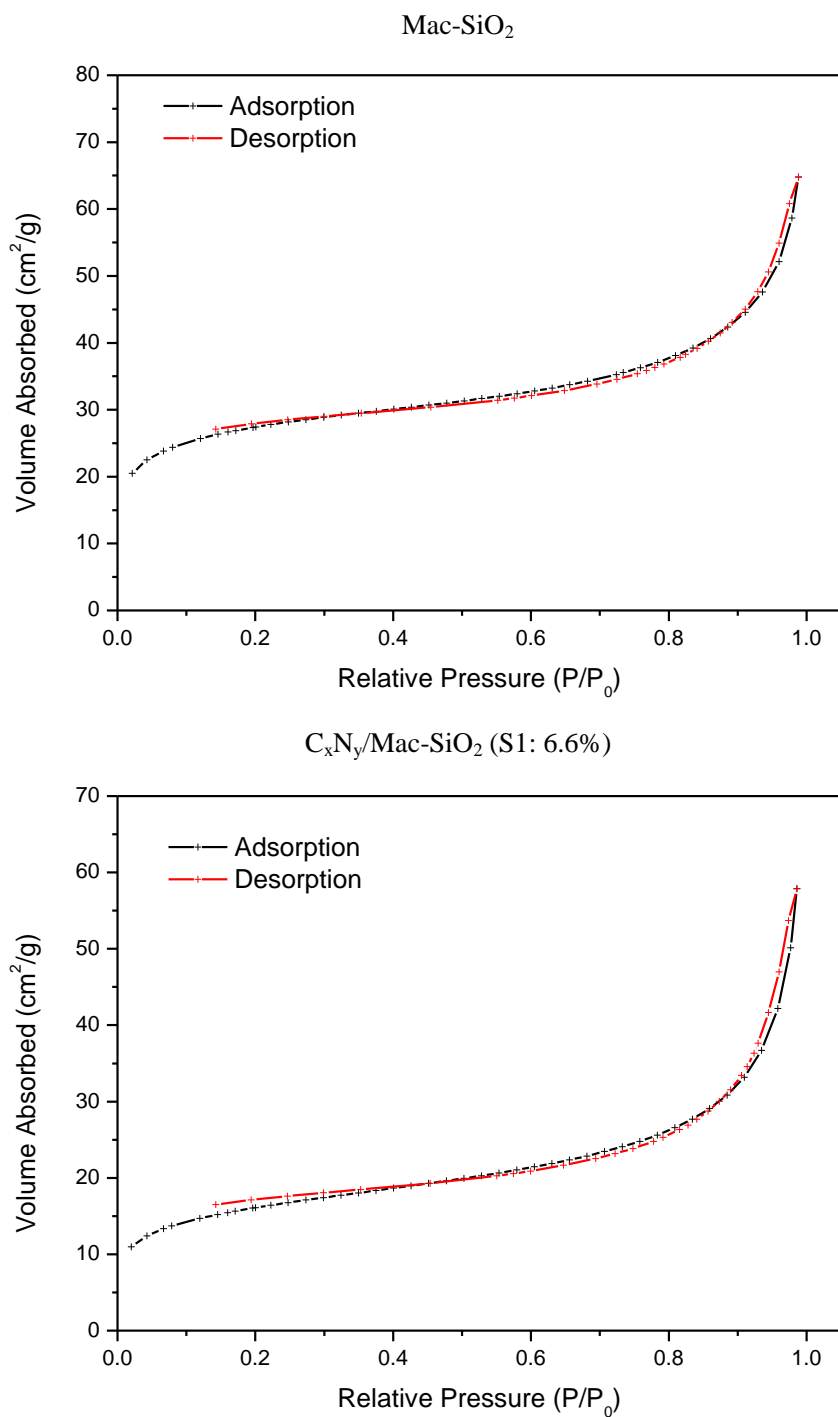 Mac-SiO₂
80
70
60
50
40
30
20
10
0
Volume Absorbed (cm²/g)
Adsorption
Desorption
0.0 0.2 0.4 0.6 0.8 1.0
Relative Pressure (P/P₀)
CₓNᵧ/Mac-SiO₂ (S1: 6.6%)
70
60
50
40
30
20
10
0
Volume Absorbed (cm²/g)
Adsorption
Desorption
0.0 0.2 0.4 0.6 0.8 1.0
Relative Pressure (P/P₀)